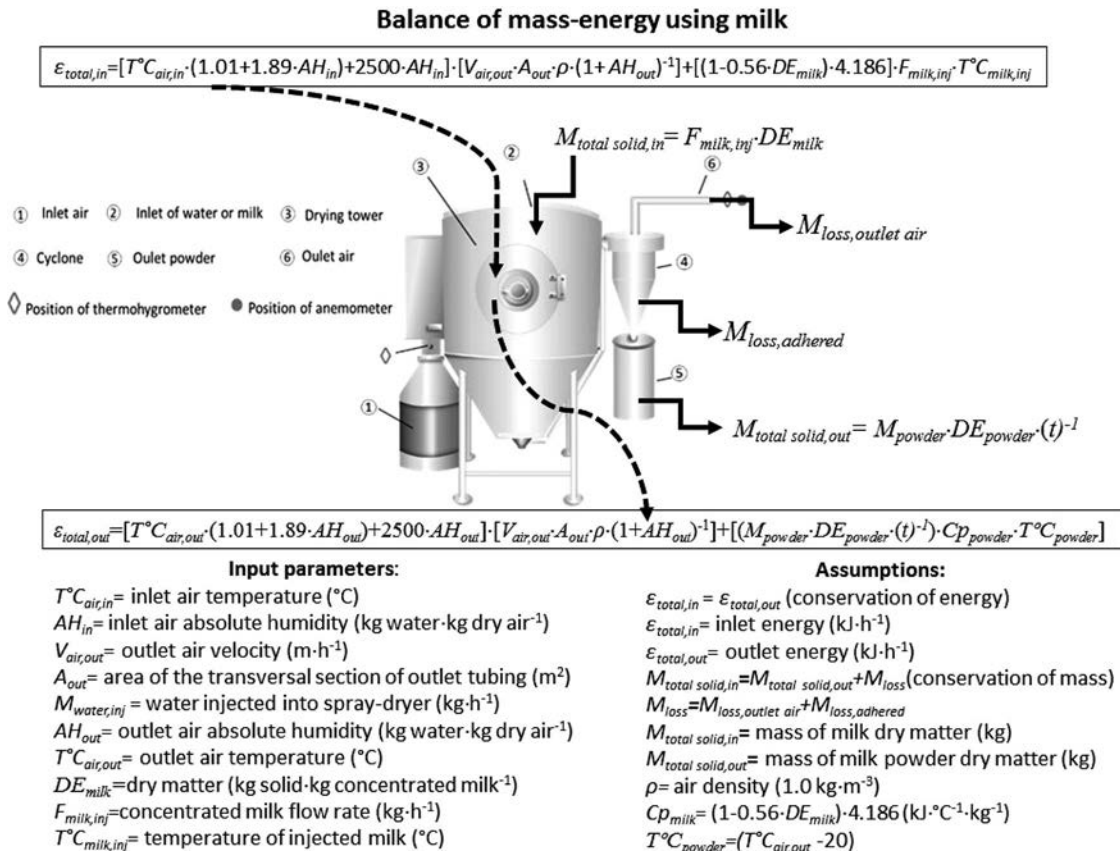 Balance of mass-energy using milk
ε_total,in=[T°C_air,in·(1.01+1.89·AH_in)+2500·AH_in]·[V_air,out·A_out·ρ·(1+AH_out)⁻¹]+[(1-0.56·DE_milk)·4.186]·F_milk,inj·T°C_milk,inj
M_total solid,in= F_milk,inj·DE_milk
②
⑥
③
① Inlet air ② Inlet of water or milk ③ Drying tower
M_loss,outlet air
④ Cyclone ⑤ Oulet powder ⑥ Oulet air
④
◊ Position of thermohygrometer ● Position of anemometer
M_loss,adhered
◊
⑤
①
M_total solid,out= M_powder·DE_powder·(t)⁻¹
ε_total,out=[T°C_air,out·(1.01+1.89·AH_out)+2500·AH_out]·[V_air,out·A_out·ρ·(1+AH_out)⁻¹]+[(M_powder·DE_powder·(t)⁻¹)·Cp_powder·T°C_powder]
Input parameters:
T°C_air,in= inlet air temperature (°C)
AH_in= inlet air absolute humidity (kg water·kg dry air⁻¹)
V_air,out= outlet air velocity (m·h⁻¹)
A_out= area of the transversal section of outlet tubing (m²)
M_water,inj = water injected into spray-dryer (kg·h⁻¹)
AH_out= outlet air absolute humidity (kg water·kg dry air⁻¹)
T°C_air,out= outlet air temperature (°C)
DE_milk=dry matter (kg solid·kg concentrated milk⁻¹)
F_milk,inj=concentrated milk flow rate (kg·h⁻¹)
T°C_milk,inj= temperature of injected milk (°C)
Assumptions:
ε_total,in = ε_total,out (conservation of energy)
ε_total,in= inlet energy (kJ·h⁻¹)
ε_total,out= outlet energy (kJ·h⁻¹)
M_total solid,in=M_total solid,out+M_loss(conservation of mass)
M_loss=M_loss,outlet air+M_loss,adhered
M_total solid,in= mass of milk dry matter (kg)
M_total solid,out= mass of milk powder dry matter (kg)
ρ= air density (1.0 kg·m⁻³)
Cp_milk= (1-0.56·DE_milk)·4.186 (kJ·°C⁻¹·kg⁻¹)
T°C_powder=(T°C_air,out -20)